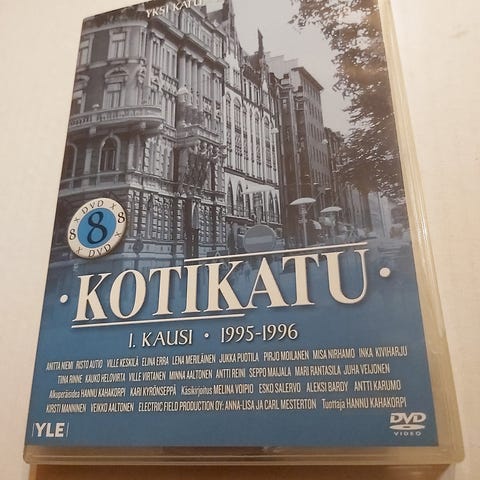 YKSI KATU
8 x DVD x 8 x DVD x
8
· KOTIKATU ·
1. KAUSI · 1995-1996
ANITTA NIEMI RISTO AUTIO VILLE KESKILÄ ELINA ERRA LENA MERILÄINEN JUKKA PUOTILA PIRJO MOILANEN MISA NIRHAMO INKA KIVIHARJU
TIINA RINNE KAUKO HELOVIRTA VILLE VIRTANEN MINNA AALTONEN ANTTI REINI SEPPO MAIJALA MARI RANTASILA JUHA VEIJONEN
Alkuperäisidea HANNU KAHAKORPI KARI KYRÖNSEPPÄ Käsikirjoitus MELINA VOIPIO ESKO SALERVO ALEKSI BARDY ANTTI KARUMO
KIRSTI MANNINEN VEIKKO AALTONEN ELECTRIC FIELD PRODUCTION OY: ANNA-LISA JA CARL MESTERTON Tuottaja HANNU KAHAKORPI
YLE
DVD
VIDEO